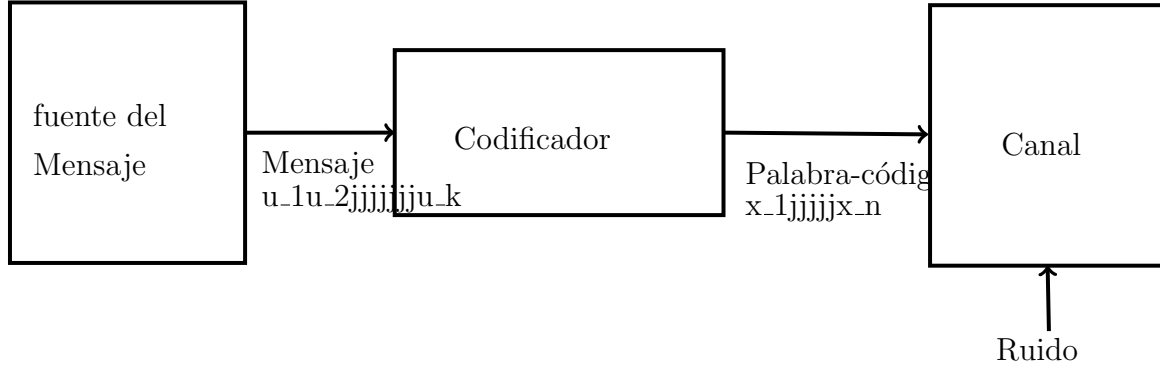 fuente del
Mensaje
Mensaje
u_1u_2jjjjjjju_k
Codificador
Palabra-códig
x_1jjjjjx_n
Canal
Ruido